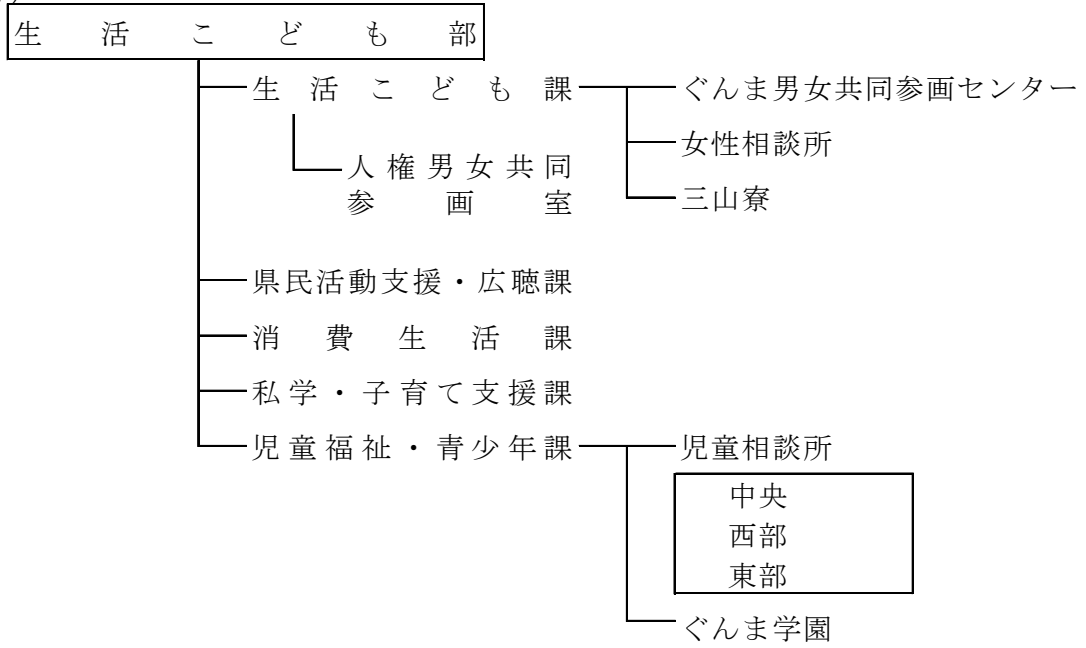 生活こども部
生活こども課
ぐんま男女共同参画センター
女性相談所
人権男女共同
参画室
三山寮
県民活動支援・広聴課
消費生活課
私学・子育て支援課
児童福祉・青少年課
児童相談所
中央
西部
東部
ぐんま学園